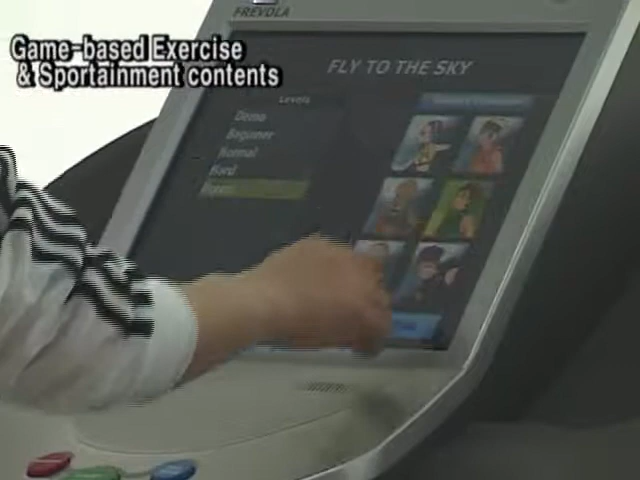 FREVOLA
Game-based Exercise
& Sportainment contents
FLY TO THE SKY
Levels
Demo
Beginner
Normal
Hard